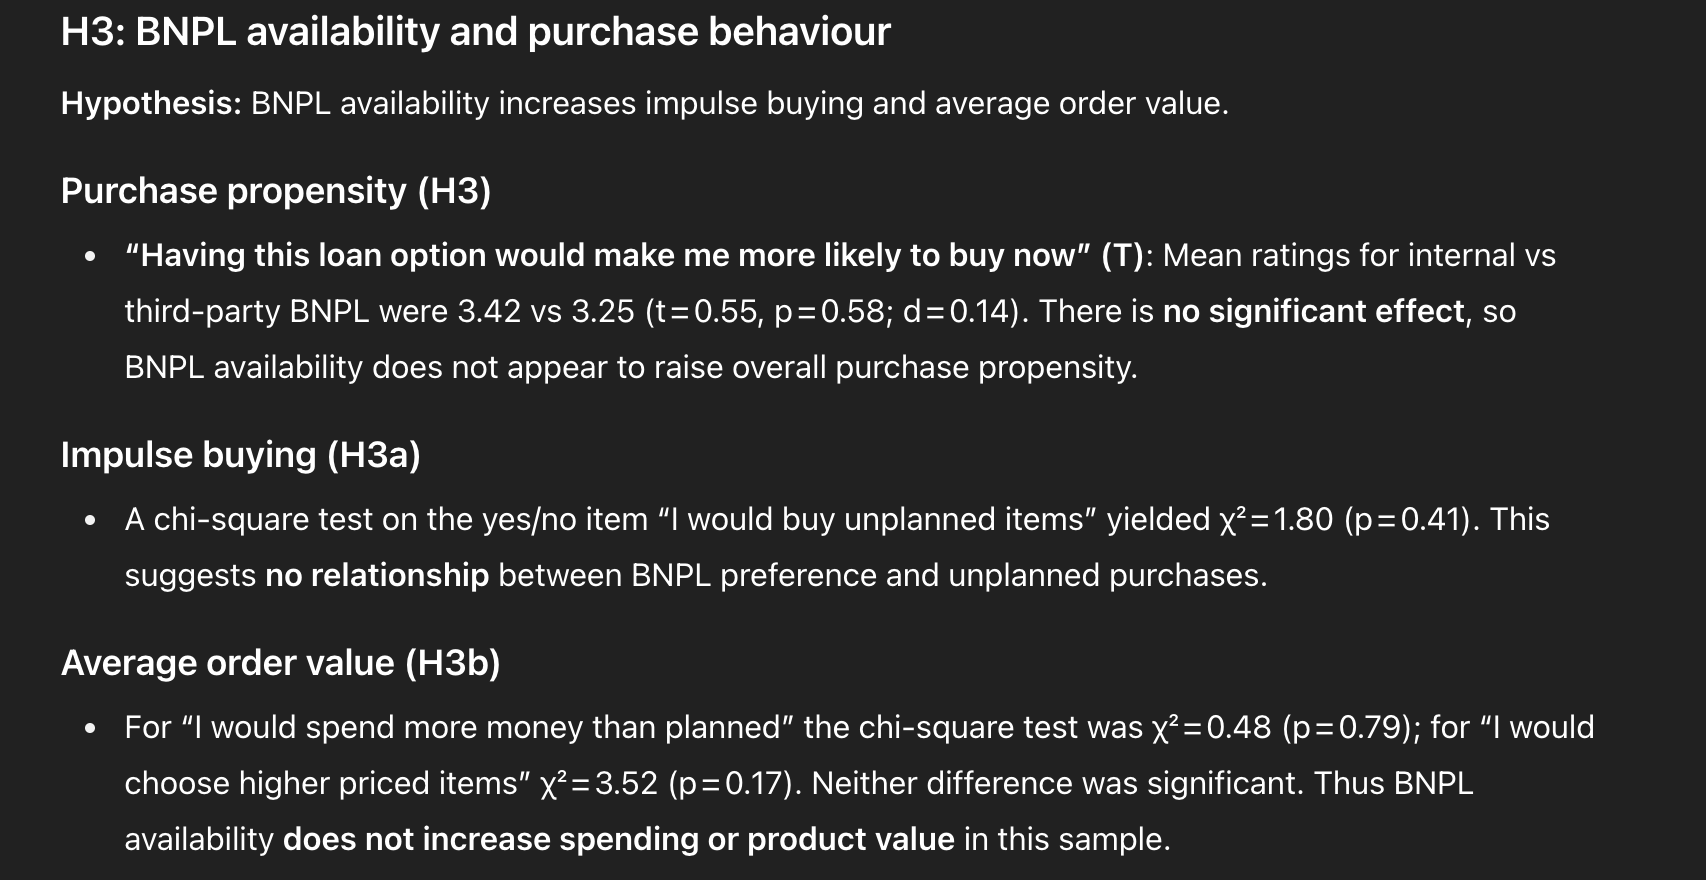 H3: BNPL availability and purchase behaviour
Hypothesis: BNPL availability increases impulse buying and average order value.
Purchase propensity (H3)
• “Having this loan option would make me more likely to buy now” (T): Mean ratings for internal vs
third-party BNPL were 3.42 vs 3.25 (t=0.55, p=0.58; d=0.14). There is no significant effect, so
BNPL availability does not appear to raise overall purchase propensity.
Impulse buying (H3a)
• A chi-square test on the yes/no item “I would buy unplanned items” yielded χ²=1.80 (p=0.41). This
suggests no relationship between BNPL preference and unplanned purchases.
Average order value (H3b)
• For “I would spend more money than planned” the chi-square test was χ²=0.48 (p=0.79); for “I would
choose higher priced items” χ²=3.52 (p=0.17). Neither difference was significant. Thus BNPL
availability does not increase spending or product value in this sample.